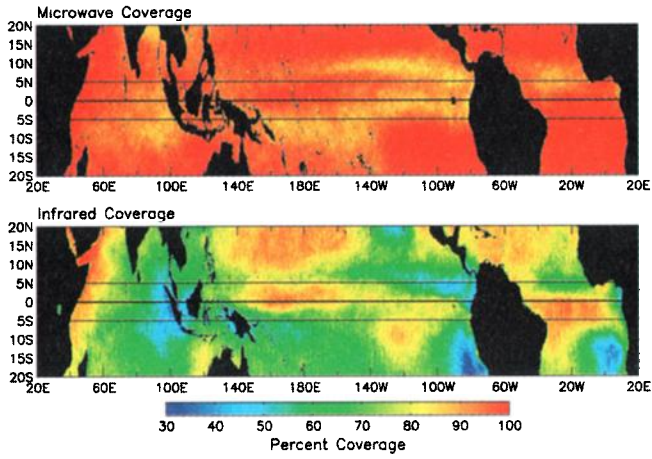 Microwave Coverage
20N
15N
10N
5N
0
5S
10S
15S
20S
20E 60E 100E 140E 180E 140W 100W 60W 20W 20E
Infrared Coverage
20N
15N
10N
5N
0
5S
10S
15S
20S
20E 60E 100E 140E 180E 140W 100W 60W 20W 20E
30 40 50 60 70 80 90 100
Percent Coverage